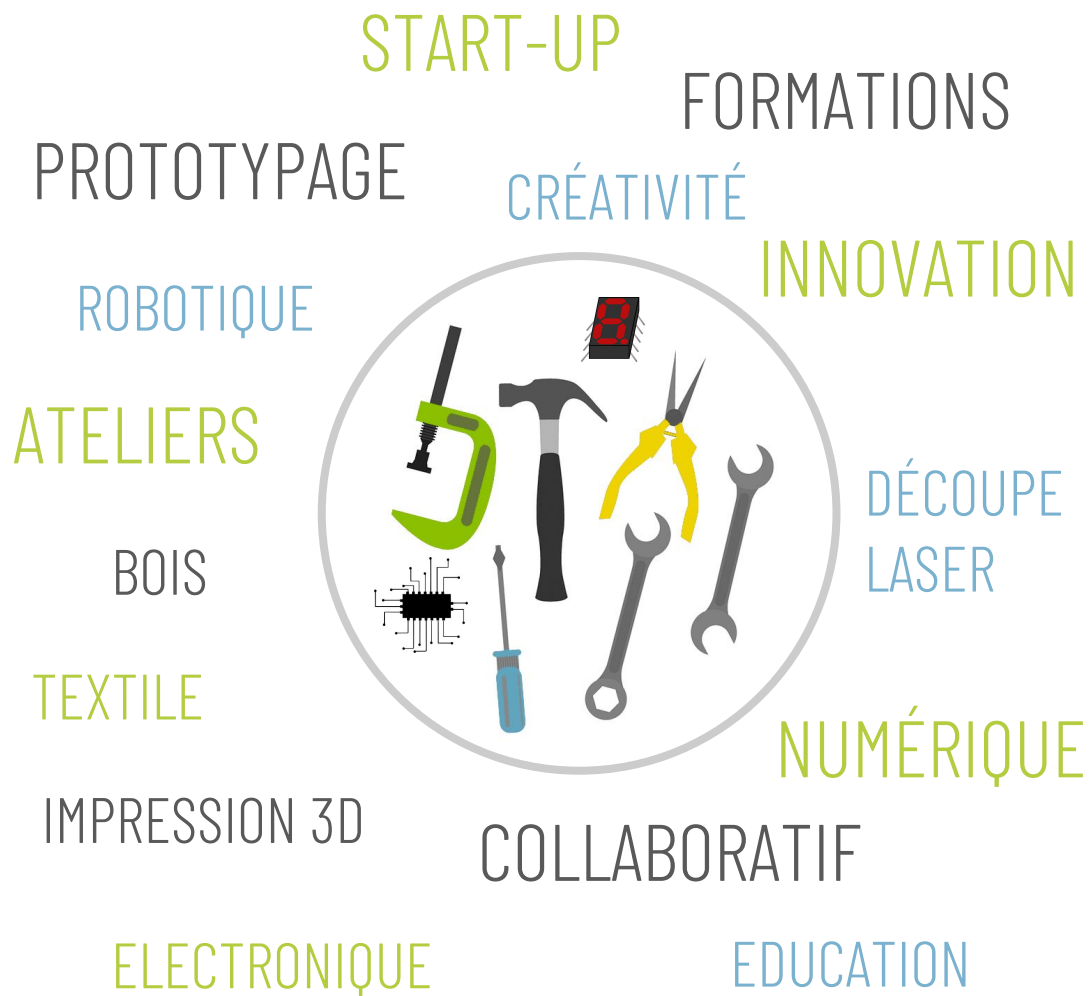 START-UP
FORMATIONS
PROTOTYPAGE
CRÉATIVITÉ
INNOVATION
ROBOTIQUE
ATELIERS
DÉCOUPE
LASER
BOIS
TEXTILE
NUMÉRIQUE
IMPRESSION 3D
COLLABORATIF
ELECTRONIQUE
EDUCATION